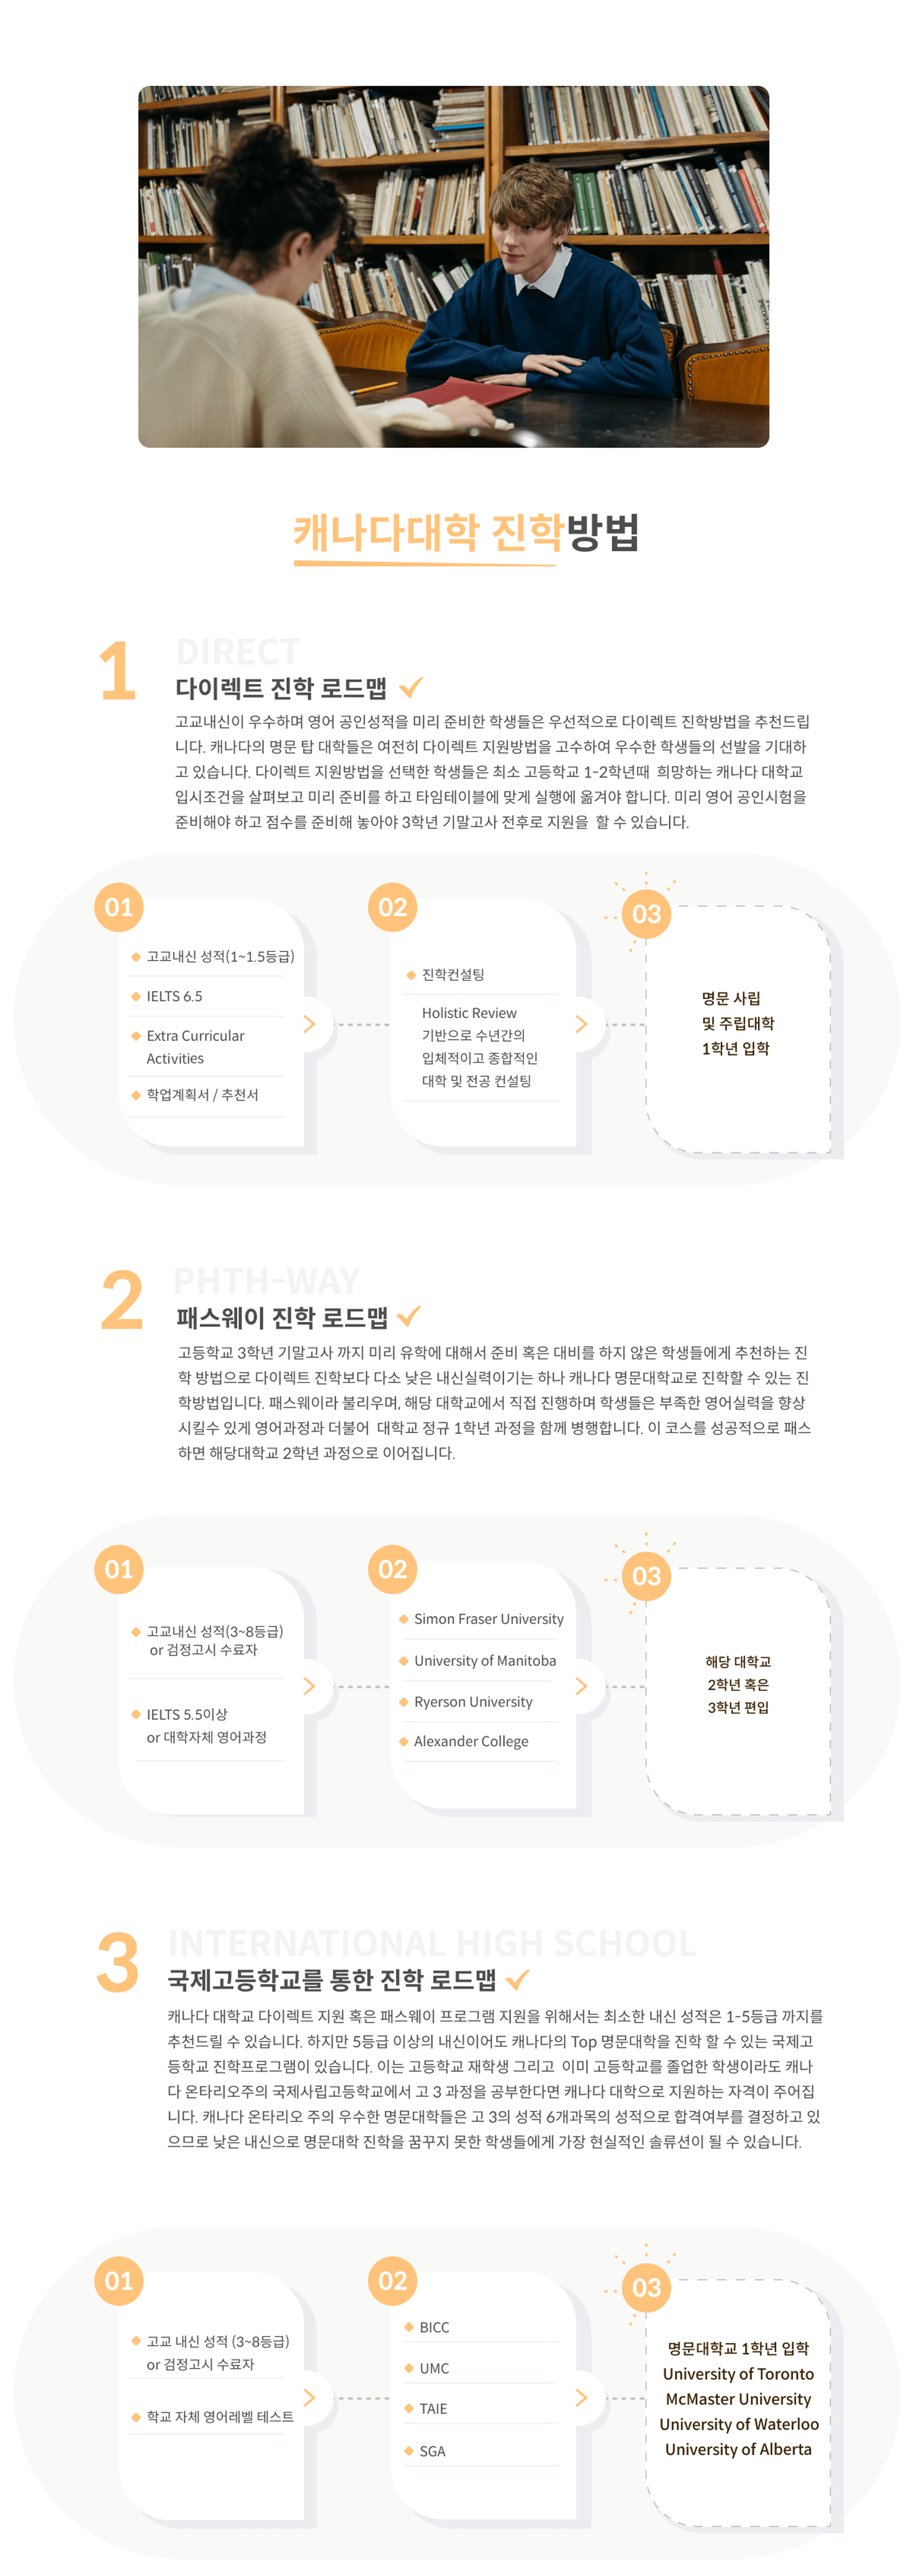 캐나다대학 진학방법
1
DIRECT
다이렉트 진학 로드맵
고교내신이 우수하며 영어 공인성적을 미리 준비한 학생들은 우선적으로 다이렉트 진학방법을 추천드립
니다. 캐나다의 명문 탑 대학들은 여전히 다이렉트 지원방법을 고수하여 우수한 학생들의 선발을 기대하
고 있습니다. 다이렉트 지원방법을 선택한 학생들은 최소 고등학교 1-2학년때 희망하는 캐나다 대학교
입시조건을 살펴보고 미리 준비를 하고 타임테이블에 맞게 실행에 옮겨야 합니다. 미리 영어 공인시험을
준비해야 하고 점수를 준비해 놓아야 3학년 기말고사 전후로 지원을 할 수 있습니다.
01
고교내신 성적(1~1.5등급)
IELTS 6.5
Extra Curricular
Activities
학업계획서 / 추천서
02
진학컨설팅
Holistic Review
기반으로 수년간의
입체적이고 종합적인
대학 및 전공 컨설팅
03
명문 사립
및 주립대학
1학년 입학
2
PHTH-WAY
패스웨이 진학 로드맵
고등학교 3학년 기말고사 까지 미리 유학에 대해서 준비 혹은 대비를 하지 않은 학생들에게 추천하는 진
학 방법으로 다이렉트 진학보다 다소 낮은 내신실력이기는 하나 캐나다 명문대학교로 진학할 수 있는 진
학방법입니다. 패스웨이라 불리우며, 해당 대학교에서 직접 진행하며 학생들은 부족한 영어실력을 향상
시킬수 있게 영어과정과 더불어 대학교 정규 1학년 과정을 함께 병행합니다. 이 코스를 성공적으로 패스
하면 해당대학교 2학년 과정으로 이어집니다.
01
고교내신 성적(3~8등급)
or 검정고시 수료자
IELTS 5.5이상
or 대학자체 영어과정
02
Simon Fraser University
University of Manitoba
Ryerson University
Alexander College
03
해당 대학교
2학년 혹은
3학년 편입
3
INTERNATIONAL HIGH SCHOOL
국제고등학교를 통한 진학 로드맵
캐나다 대학교 다이렉트 지원 혹은 패스웨이 프로그램 지원을 위해서는 최소한 내신 성적은 1-5등급 까지를
추천드릴 수 있습니다. 하지만 5등급 이상의 내신이어도 캐나다의 Top 명문대학을 진학 할 수 있는 국제고
등학교 진학프로그램이 있습니다. 이는 고등학교 재학생 그리고 이미 고등학교를 졸업한 학생이라도 캐나
다 온타리오주의 국제사립고등학교에서 고 3 과정을 공부한다면 캐나다 대학으로 지원하는 자격이 주어집
니다. 캐나다 온타리오 주의 우수한 명문대학들은 고 3의 성적 6개과목의 성적으로 합격여부를 결정하고 있
으므로 낮은 내신으로 명문대학 진학을 꿈꾸지 못한 학생들에게 가장 현실적인 솔류션이 될 수 있습니다.
01
고교 내신 성적 (3~8등급)
or 검정고시 수료자
학교 자체 영어레벨 테스트
02
BICC
UMC
TAIE
SGA
03
명문대학교 1학년 입학
University of Toronto
McMaster University
University of Waterloo
University of Alberta